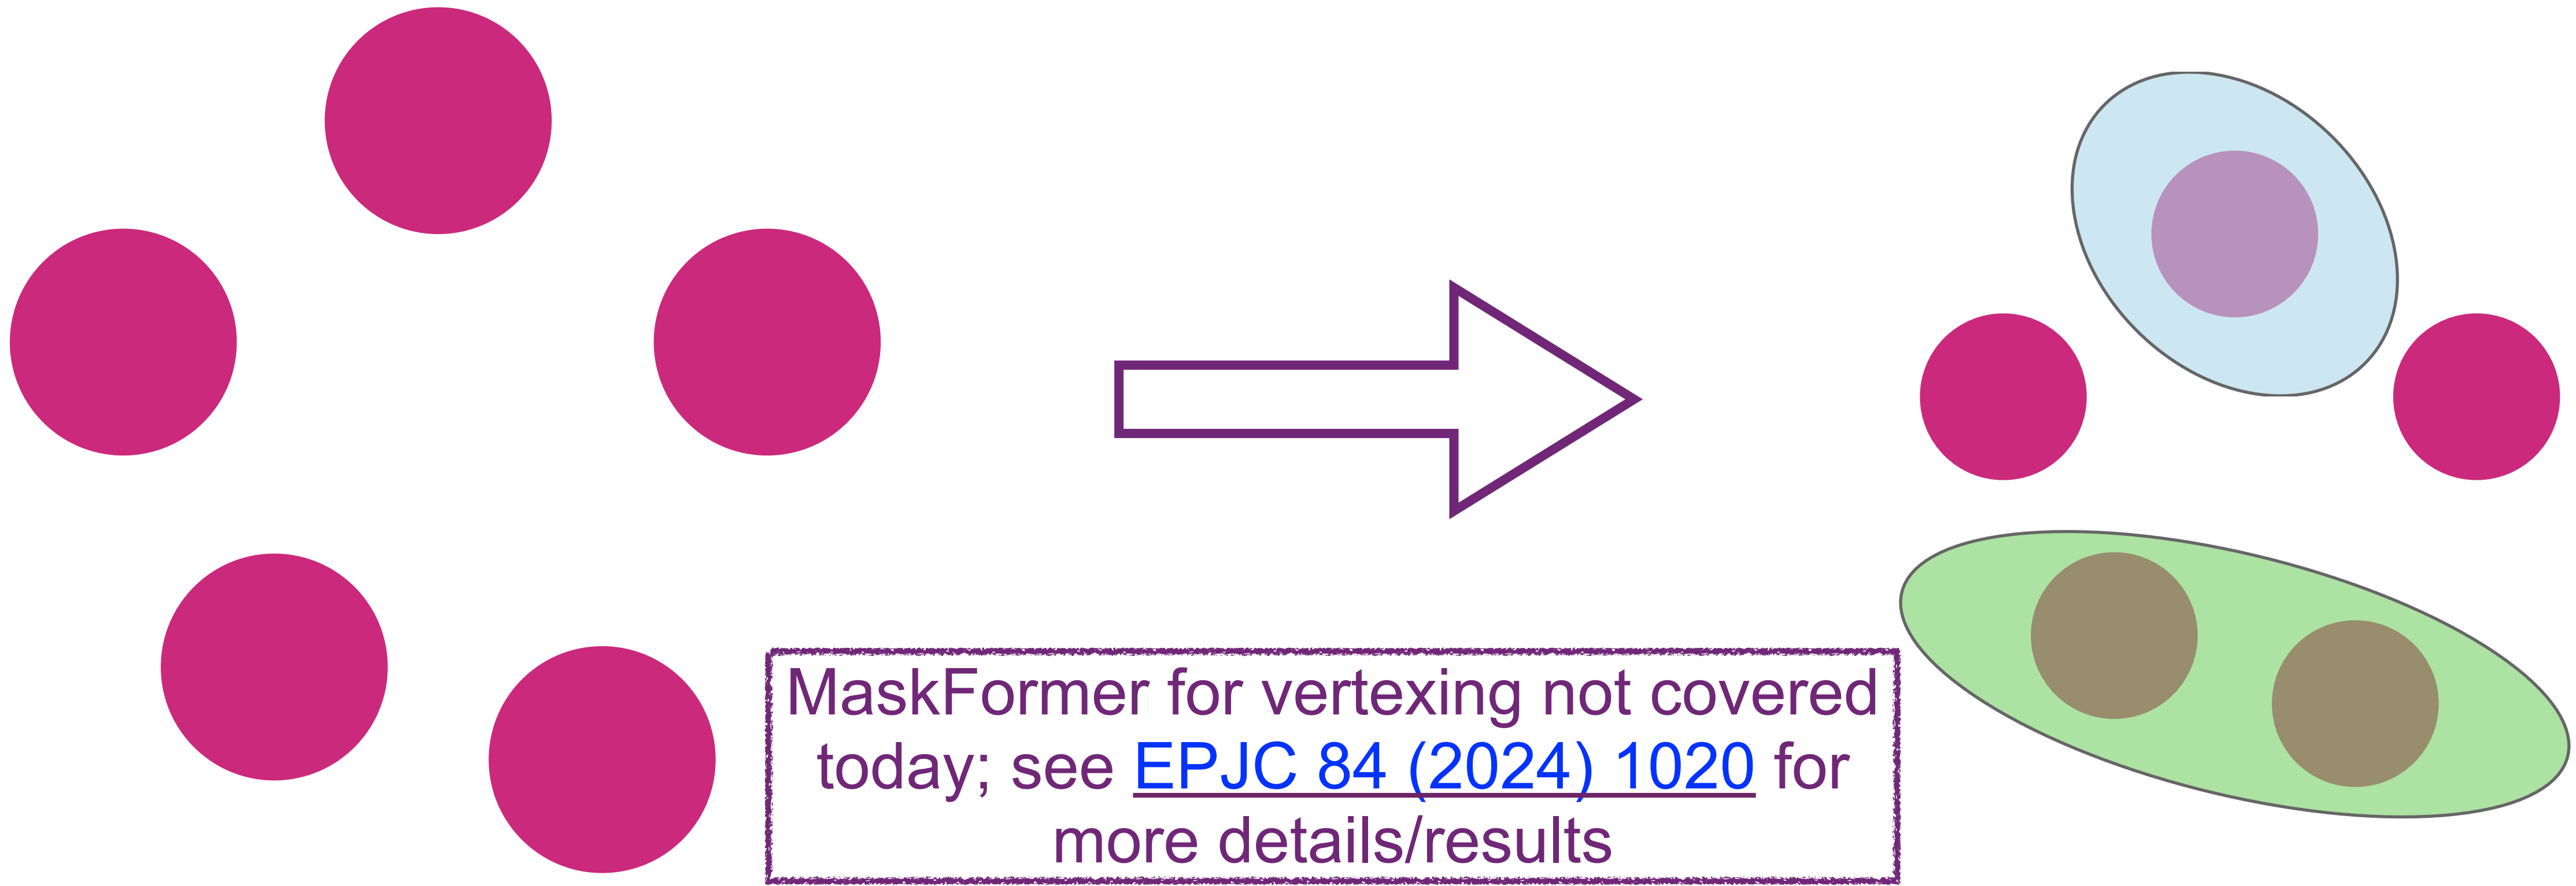 MaskFormer for vertexing not covered
today; see EPJC 84 (2024) 1020 for
more details/results